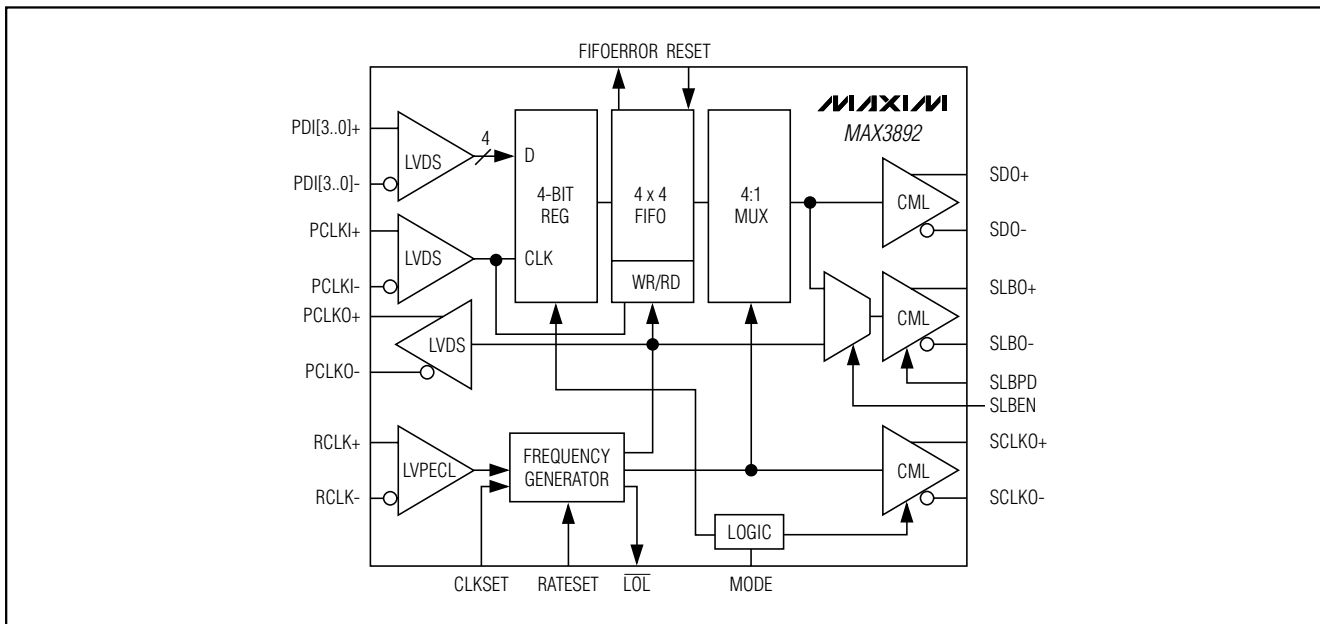 FIFOERROR RESET
MAXIM
MAX3892
PDI[3..0]+
PDI[3..0]-
LVDS
4
D
4-BIT
REG
4 x 4
FIFO
4:1
MUX
CML
SDO+
SDO-
PCLKI+
PCLKI-
LVDS
CLK
WR/RD
PCLKO+
PCLKO-
LVDS
CML
SLBO+
SLBO-
SLBPD
SLBEN
RCLK+
RCLK-
LVPECL
FREQUENCY
GENERATOR
CML
SCLKO+
SCLKO-
LOGIC
CLKSET
RATESET
LOL
MODE